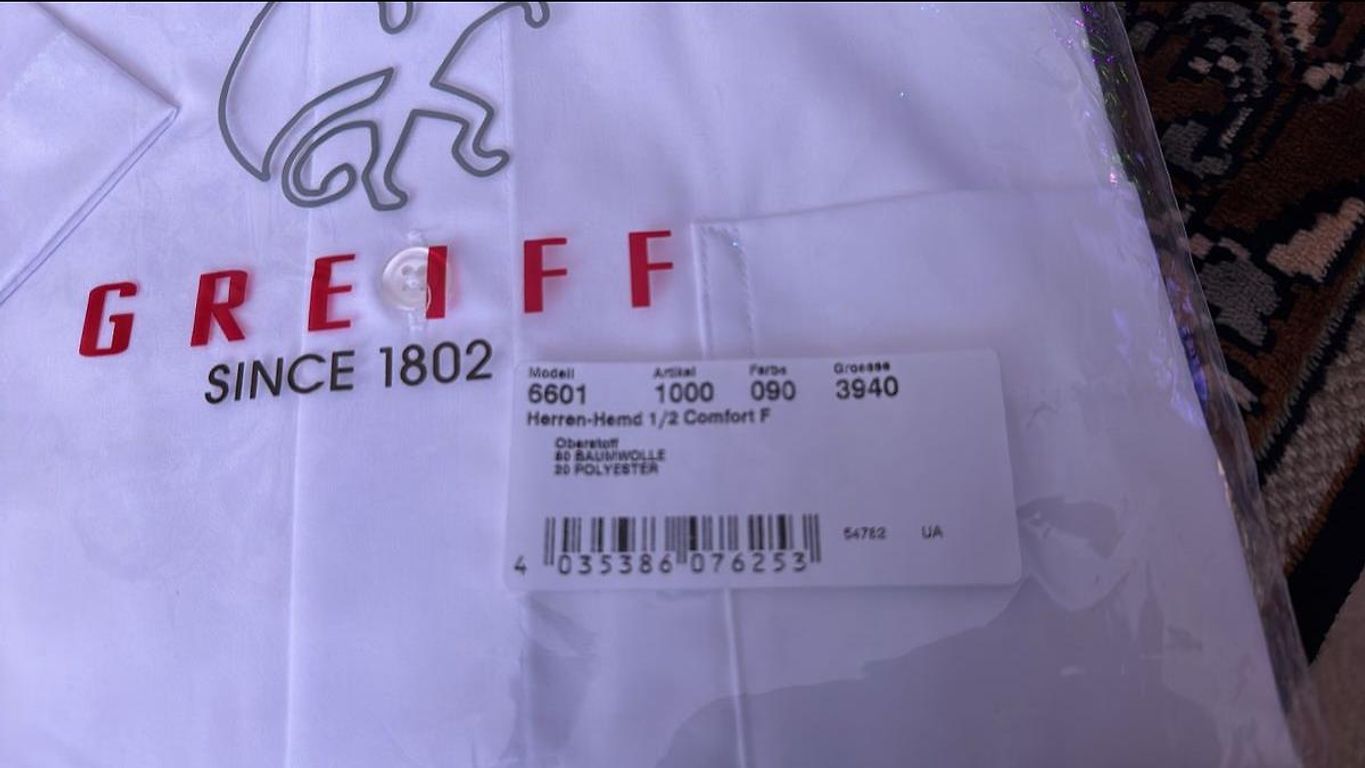 GREIFF
SINCE 1802
Modell Artikel Farbe Groesse
6601 1000 090 3940
Herren-Hemd 1/2 Comfort F
Oberstoff
80 BAUMWOLLE
20 POLYESTER
54782 UA
4 035386 076253